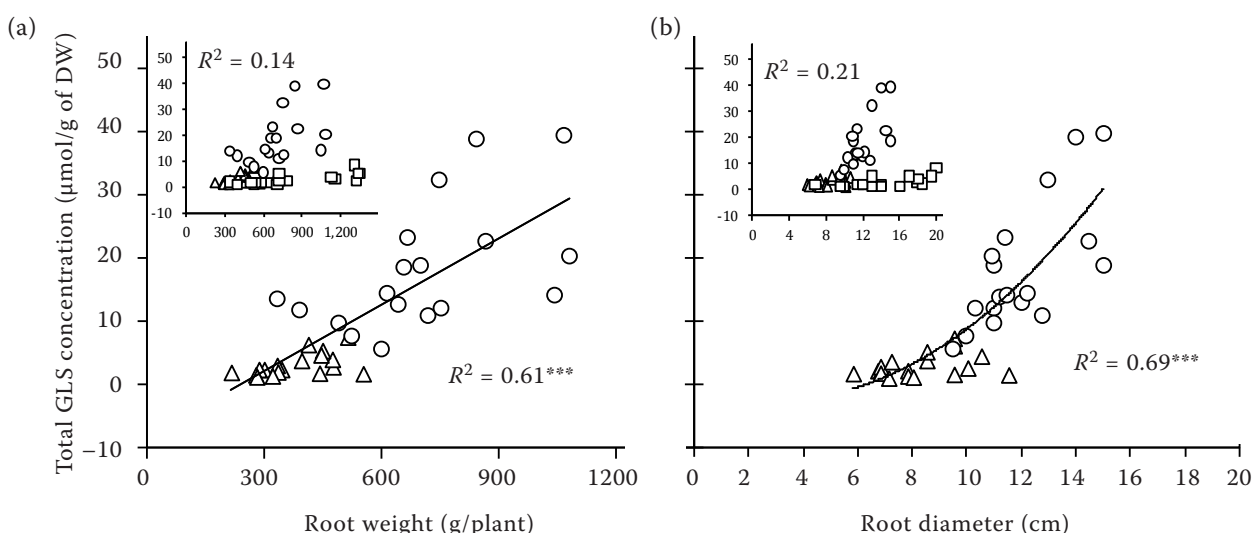 (a)
Total GLS concentration (μmol/g of DW)
50
40
30
20
10
0
−10
0 300 600 900 1200
Root weight (g/plant)
R² = 0.61***
50
40
30
20
10
0
-10
0 300 600 900 1,200
R² = 0.14
(b)
0 2 4 6 8 10 12 14 16 18 20
Root diameter (cm)
R² = 0.69***
50
40
30
20
10
0
-10
0 4 8 12 16 20
R² = 0.21